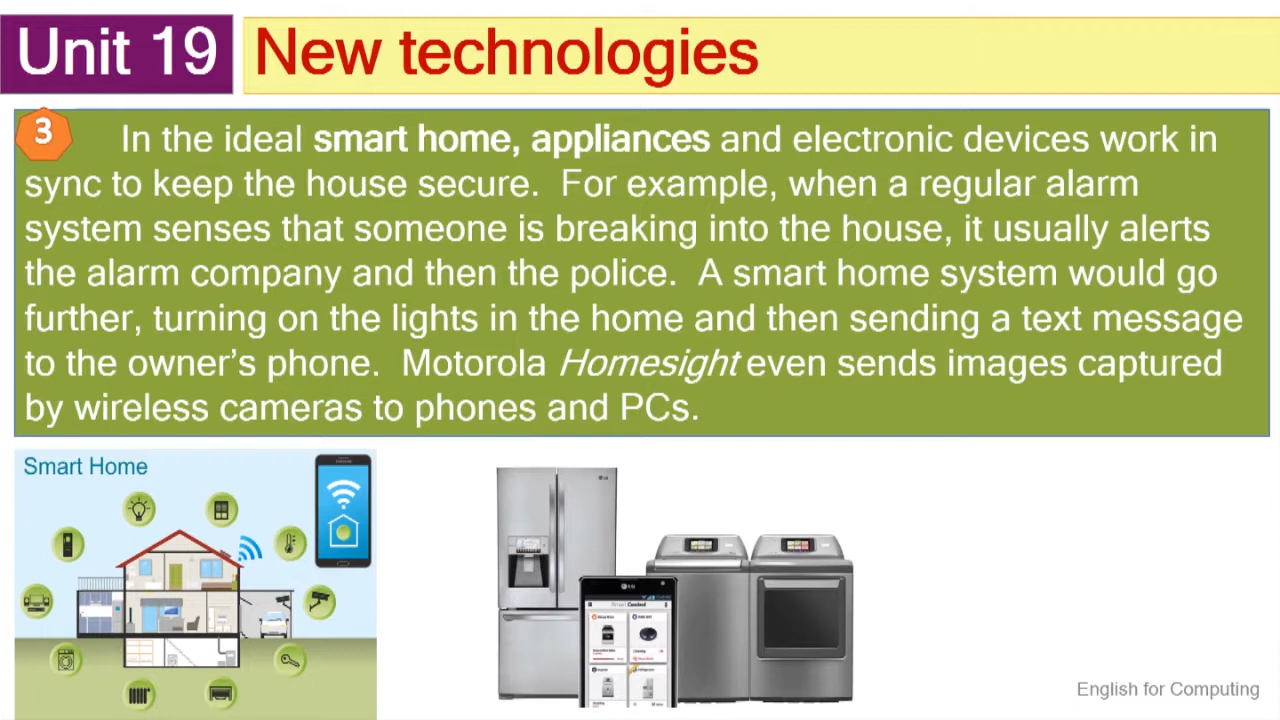 Unit 19
New technologies
3
In the ideal smart home, appliances and electronic devices work in
sync to keep the house secure.  For example, when a regular alarm
system senses that someone is breaking into the house, it usually alerts
the alarm company and then the police.  A smart home system would go
further, turning on the lights in the home and then sending a text message
to the owner’s phone.  Motorola Homesight even sends images captured
by wireless cameras to phones and PCs.
Smart Home
LG
LG
Smart Control
English for Computing